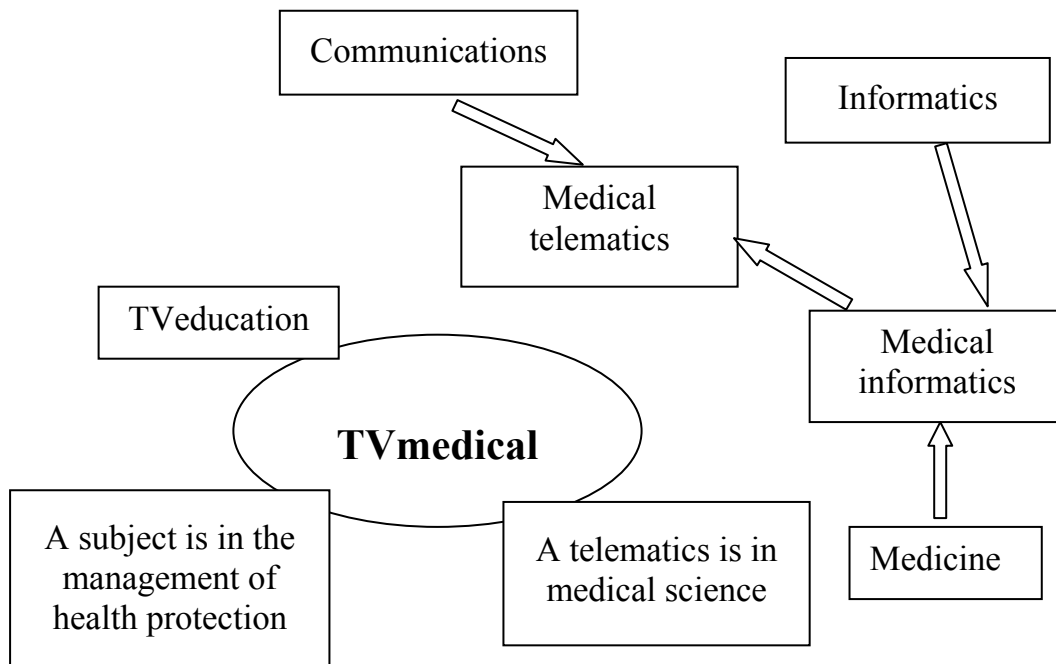 Communications
Informatics
Medical
telematics
TVeducation
Medical
informatics
TVmedical
A subject is in the
management of
health protection
A telematics is in
medical science
Medicine